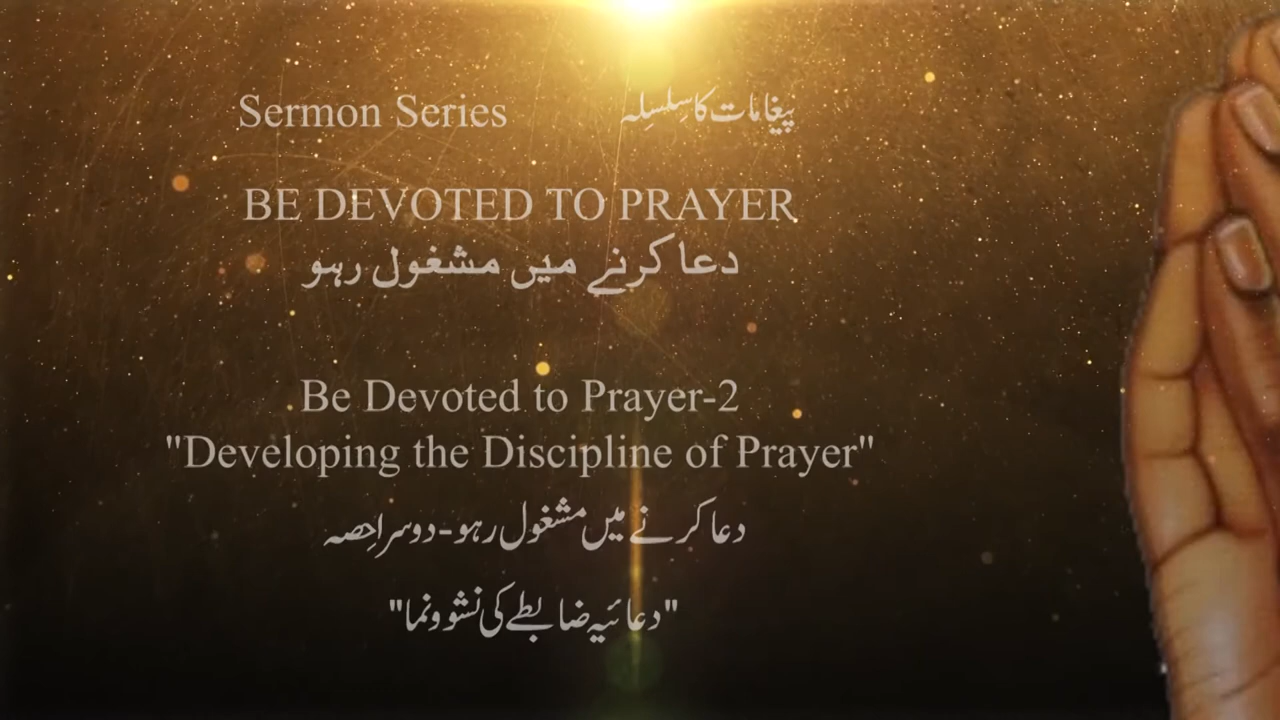 Sermon Series پیغامات کا سِلسِلہ
BE DEVOTED TO PRAYER
دعا کرنے میں مشغول رہو
Be Devoted to Prayer-2
"Developing the Discipline of Prayer"
دعا کرنے میں مشغول رہو-دوسرا حِصہ
"دعائیہ ضابطے کی نشوونما"